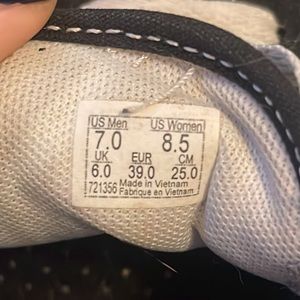 US Men US Women
7.0 8.5
UK EUR CM
6.0 39.0 25.0
721356 Made in Vietnam
Fabrique en Vietnam